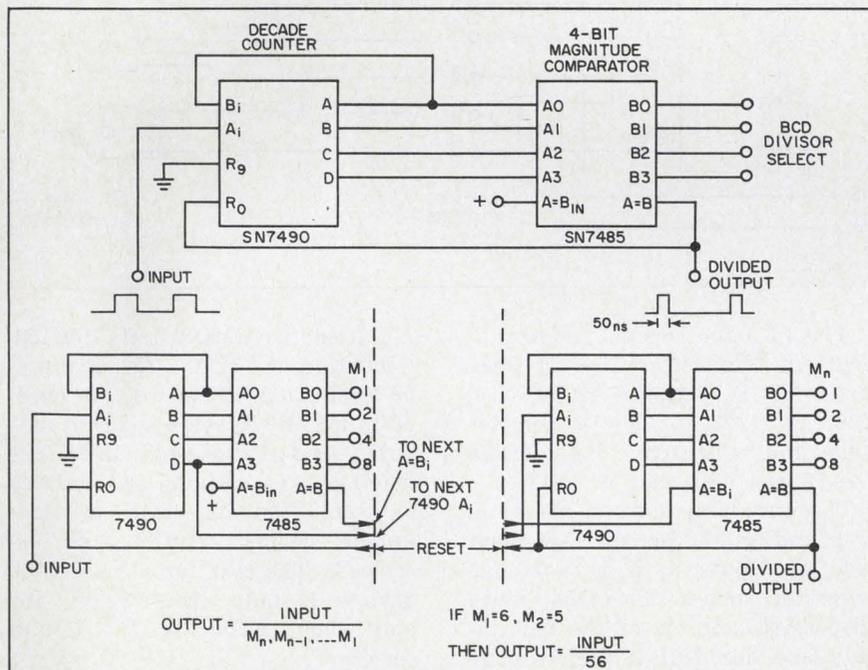 DECADE COUNTER
4-BIT MAGNITUDE COMPARATOR
Bi
Ai
R9
R0
A
B
C
D
SN7490
A0
A1
A2
A3
+
A=BIN
B0
B1
B2
B3
A=B
SN7485
BCD DIVISOR SELECT
INPUT
DIVIDED OUTPUT
50ns
Bi
Ai
R9
R0
A
B
C
D
7490
A0
A1
A2
A3
A=Bin
+
B0
B1
B2
B3
A=B
7485
M1
1
2
4
8
TO NEXT A=Bi
TO NEXT 7490 Ai
RESET
INPUT
Bi
Ai
R9
R0
A
B
C
D
7490
A0
A1
A2
A3
A=Bi
B0
B1
B2
B3
A=B
7485
Mn
1
2
4
8
DIVIDED OUTPUT
OUTPUT = INPUT
Mn, Mn-1----M1
IF M1=6, M2=5
THEN OUTPUT = INPUT
56